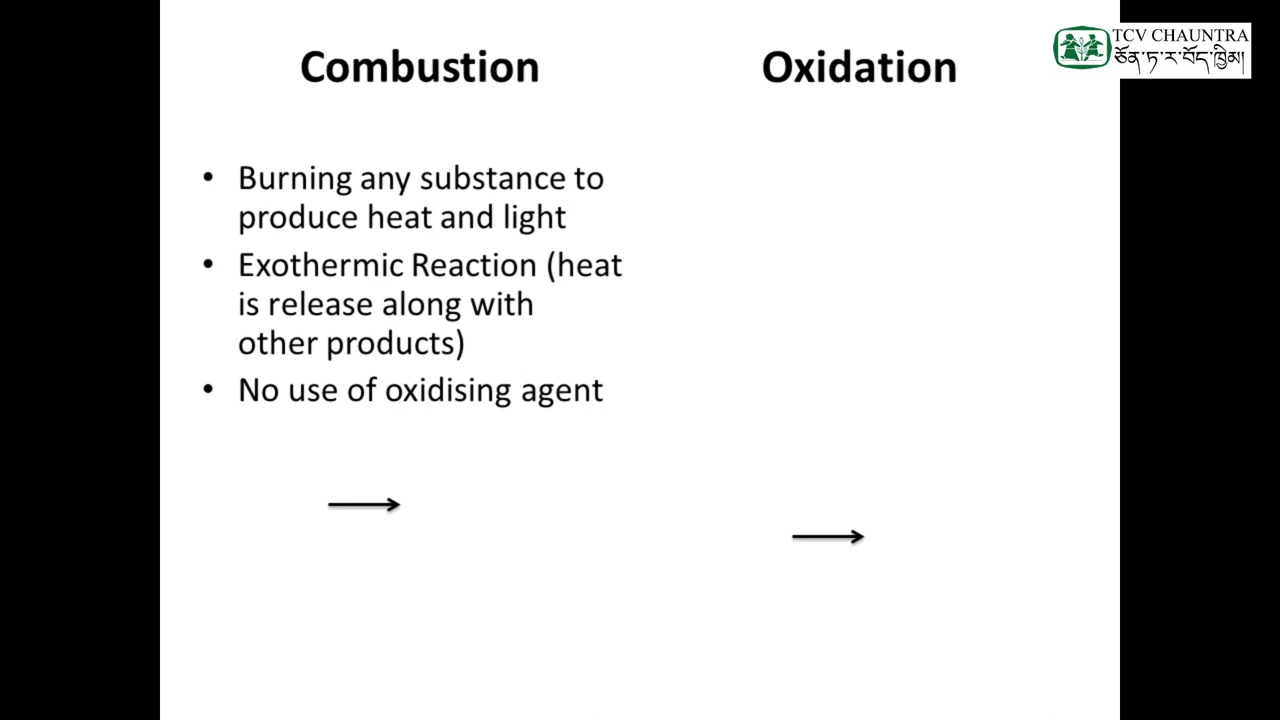 Combustion
Oxidation
TCV CHAUNTRA
ཅོན་ཏ་ར་བོད་ཁྱིམ།
• Burning any substance to
produce heat and light
• Exothermic Reaction (heat
is release along with
other products)
• No use of oxidising agent